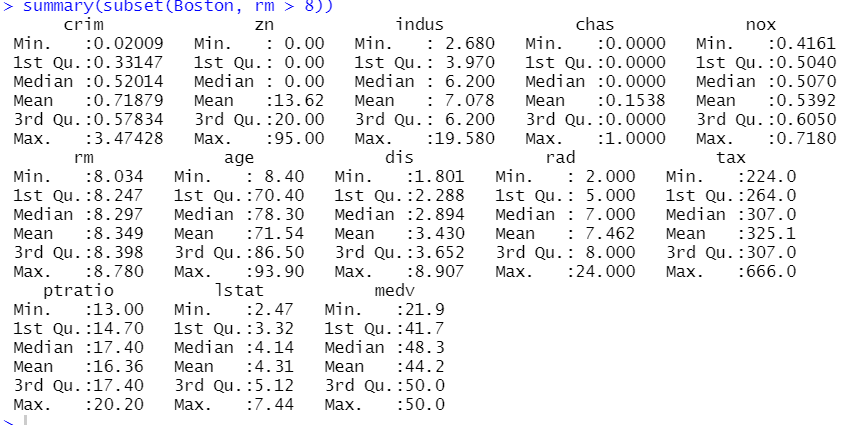 > summary(subset(Boston, rm > 8))
      crim               zn            indus             chas             nox
 Min.   :0.02009   Min.   : 0.00   Min.   : 2.680   Min.   :0.0000   Min.   :0.4161
 1st Qu.:0.33147   1st Qu.: 0.00   1st Qu.: 3.970   1st Qu.:0.0000   1st Qu.:0.5040
 Median :0.52014   Median : 0.00   Median : 6.200   Median :0.0000   Median :0.5070
 Mean   :0.71879   Mean   :13.62   Mean   : 7.078   Mean   :0.1538   Mean   :0.5392
 3rd Qu.:0.57834   3rd Qu.:20.00   3rd Qu.: 6.200   3rd Qu.:0.0000   3rd Qu.:0.6050
 Max.   :3.47428   Max.   :95.00   Max.   :19.580   Max.   :1.0000   Max.   :0.7180
       rm             age             dis             rad              tax
 Min.   :8.034   Min.   : 8.40   Min.   :1.801   Min.   : 2.000   Min.   :224.0
 1st Qu.:8.247   1st Qu.:70.40   1st Qu.:2.288   1st Qu.: 5.000   1st Qu.:264.0
 Median :8.297   Median :78.30   Median :2.894   Median : 7.000   Median :307.0
 Mean   :8.349   Mean   :71.54   Mean   :3.430   Mean   : 7.462   Mean   :325.1
 3rd Qu.:8.398   3rd Qu.:86.50   3rd Qu.:3.652   3rd Qu.: 8.000   3rd Qu.:307.0
 Max.   :8.780   Max.   :93.90   Max.   :8.907   Max.   :24.000   Max.   :666.0
    ptratio          lstat           medv
 Min.   :13.00   Min.   :2.47   Min.   :21.9
 1st Qu.:14.70   1st Qu.:3.32   1st Qu.:41.7
 Median :17.40   Median :4.14   Median :48.3
 Mean   :16.36   Mean   :4.31   Mean   :44.2
 3rd Qu.:17.40   3rd Qu.:5.12   3rd Qu.:50.0
 Max.   :20.20   Max.   :7.44   Max.   :50.0
>